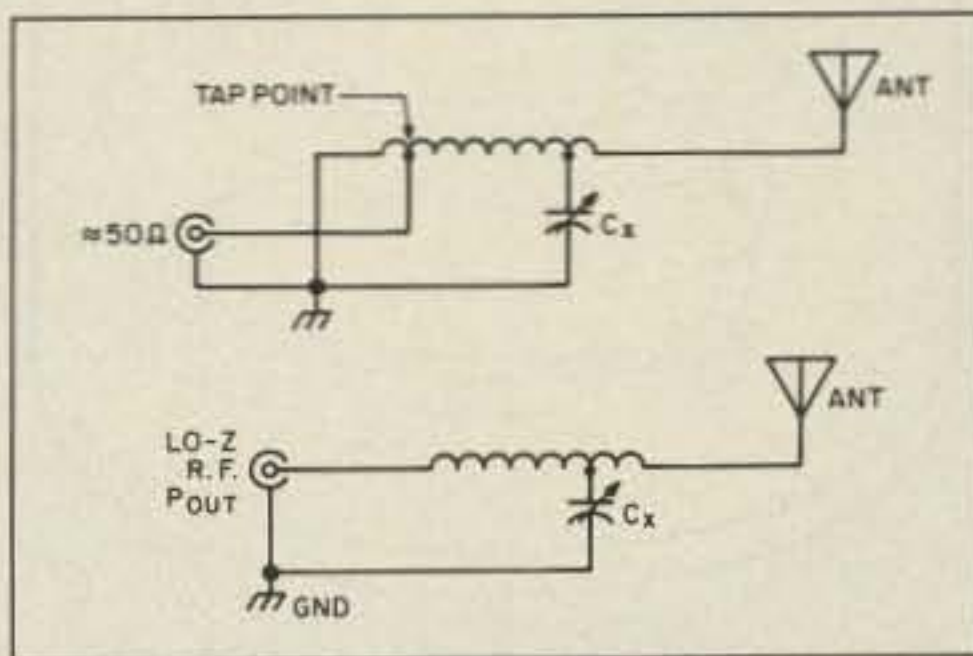 TAP POINT
ANT
≈50Ω
Cx
ANT
LO-Z
R.F.
POUT
Cx
GND